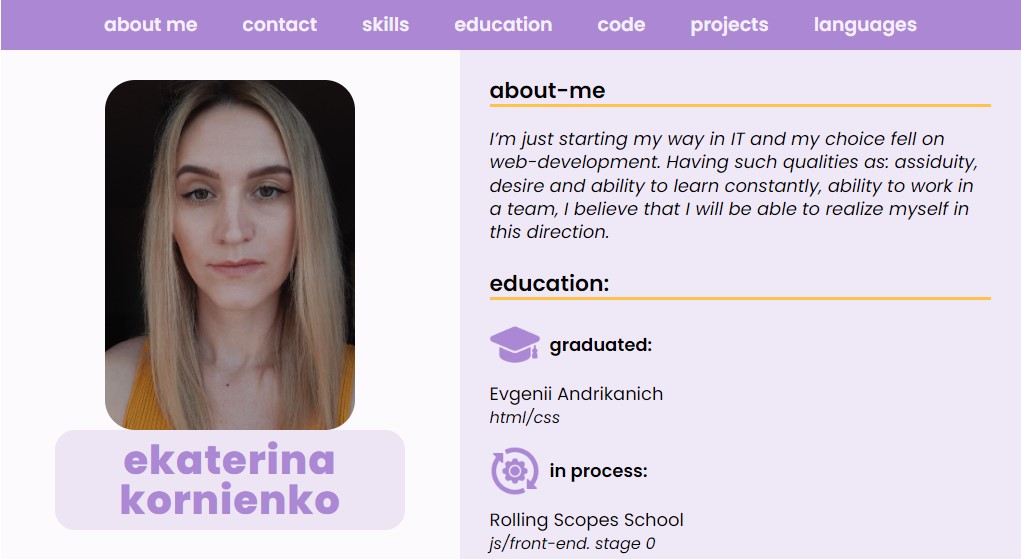 about me contact skills education code projects languages
ekaterina
kornienko
about-me
I’m just starting my way in IT and my choice fell on
web-development. Having such qualities as: assiduity,
desire and ability to learn constantly, ability to work in
a team, I believe that I will be able to realize myself in
this direction.
education:
graduated:
Evgenii Andrikanich
html/css
in process:
Rolling Scopes School
js/front-end. stage 0